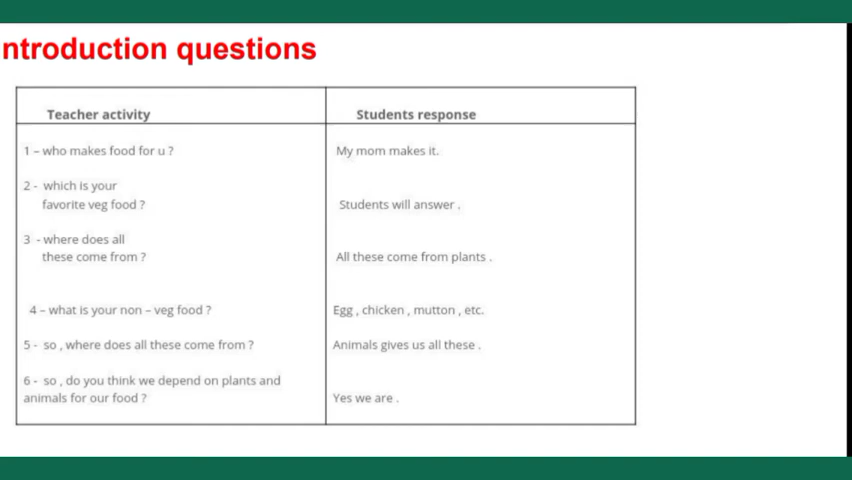 ntroduction questions
Teacher activity
Students response
1 – who makes food for u ?
My mom makes it.
2 - which is your
favorite veg food ?
Students will answer .
3 - where does all
these come from ?
All these come from plants .
4 – what is your non – veg food ?
Egg , chicken , mutton , etc.
5 - so , where does all these come from ?
Animals gives us all these .
6 - so , do you think we depend on plants and
animals for our food ?
Yes we are .